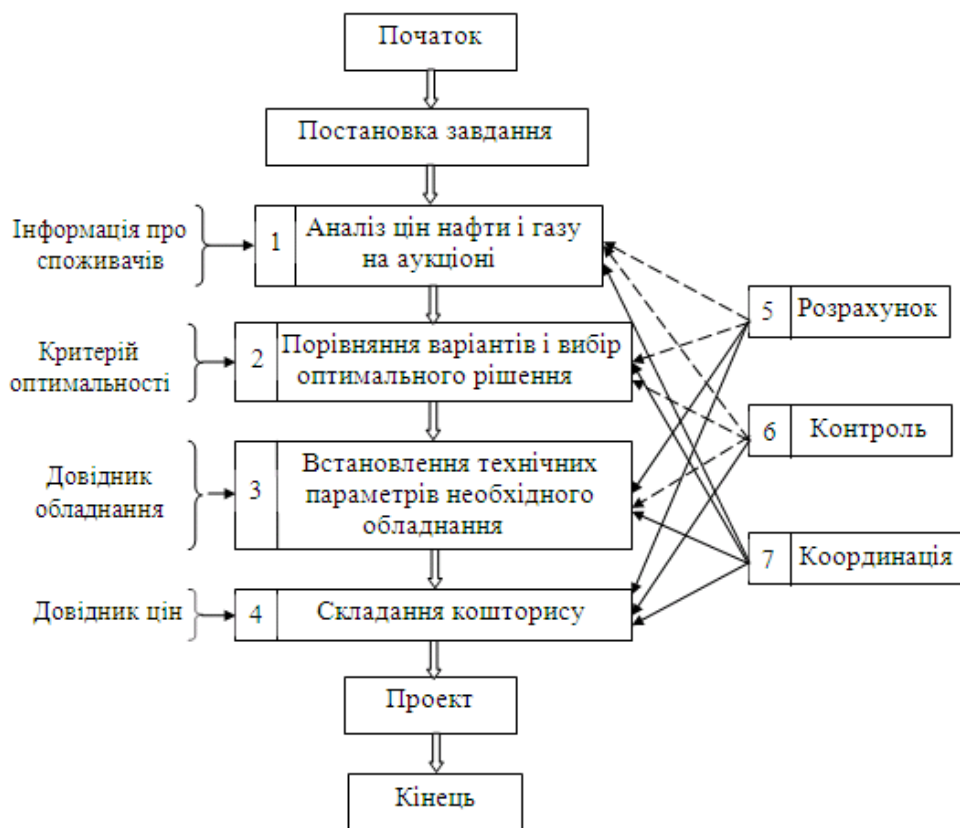 Початок
Постановка завдання
Інформація про
споживачів
1
Аналіз цін нафти і газу
на аукціоні
Критерій
оптимальності
2
Порівняння варіантів і вибір
оптимального рішення
Довідник
обладнання
3
Встановлення технічних
параметрів необхідного
обладнання
Довідник цін
4
Складання кошторису
5
Розрахунок
6
Контроль
7
Координація
Проект
Кінець